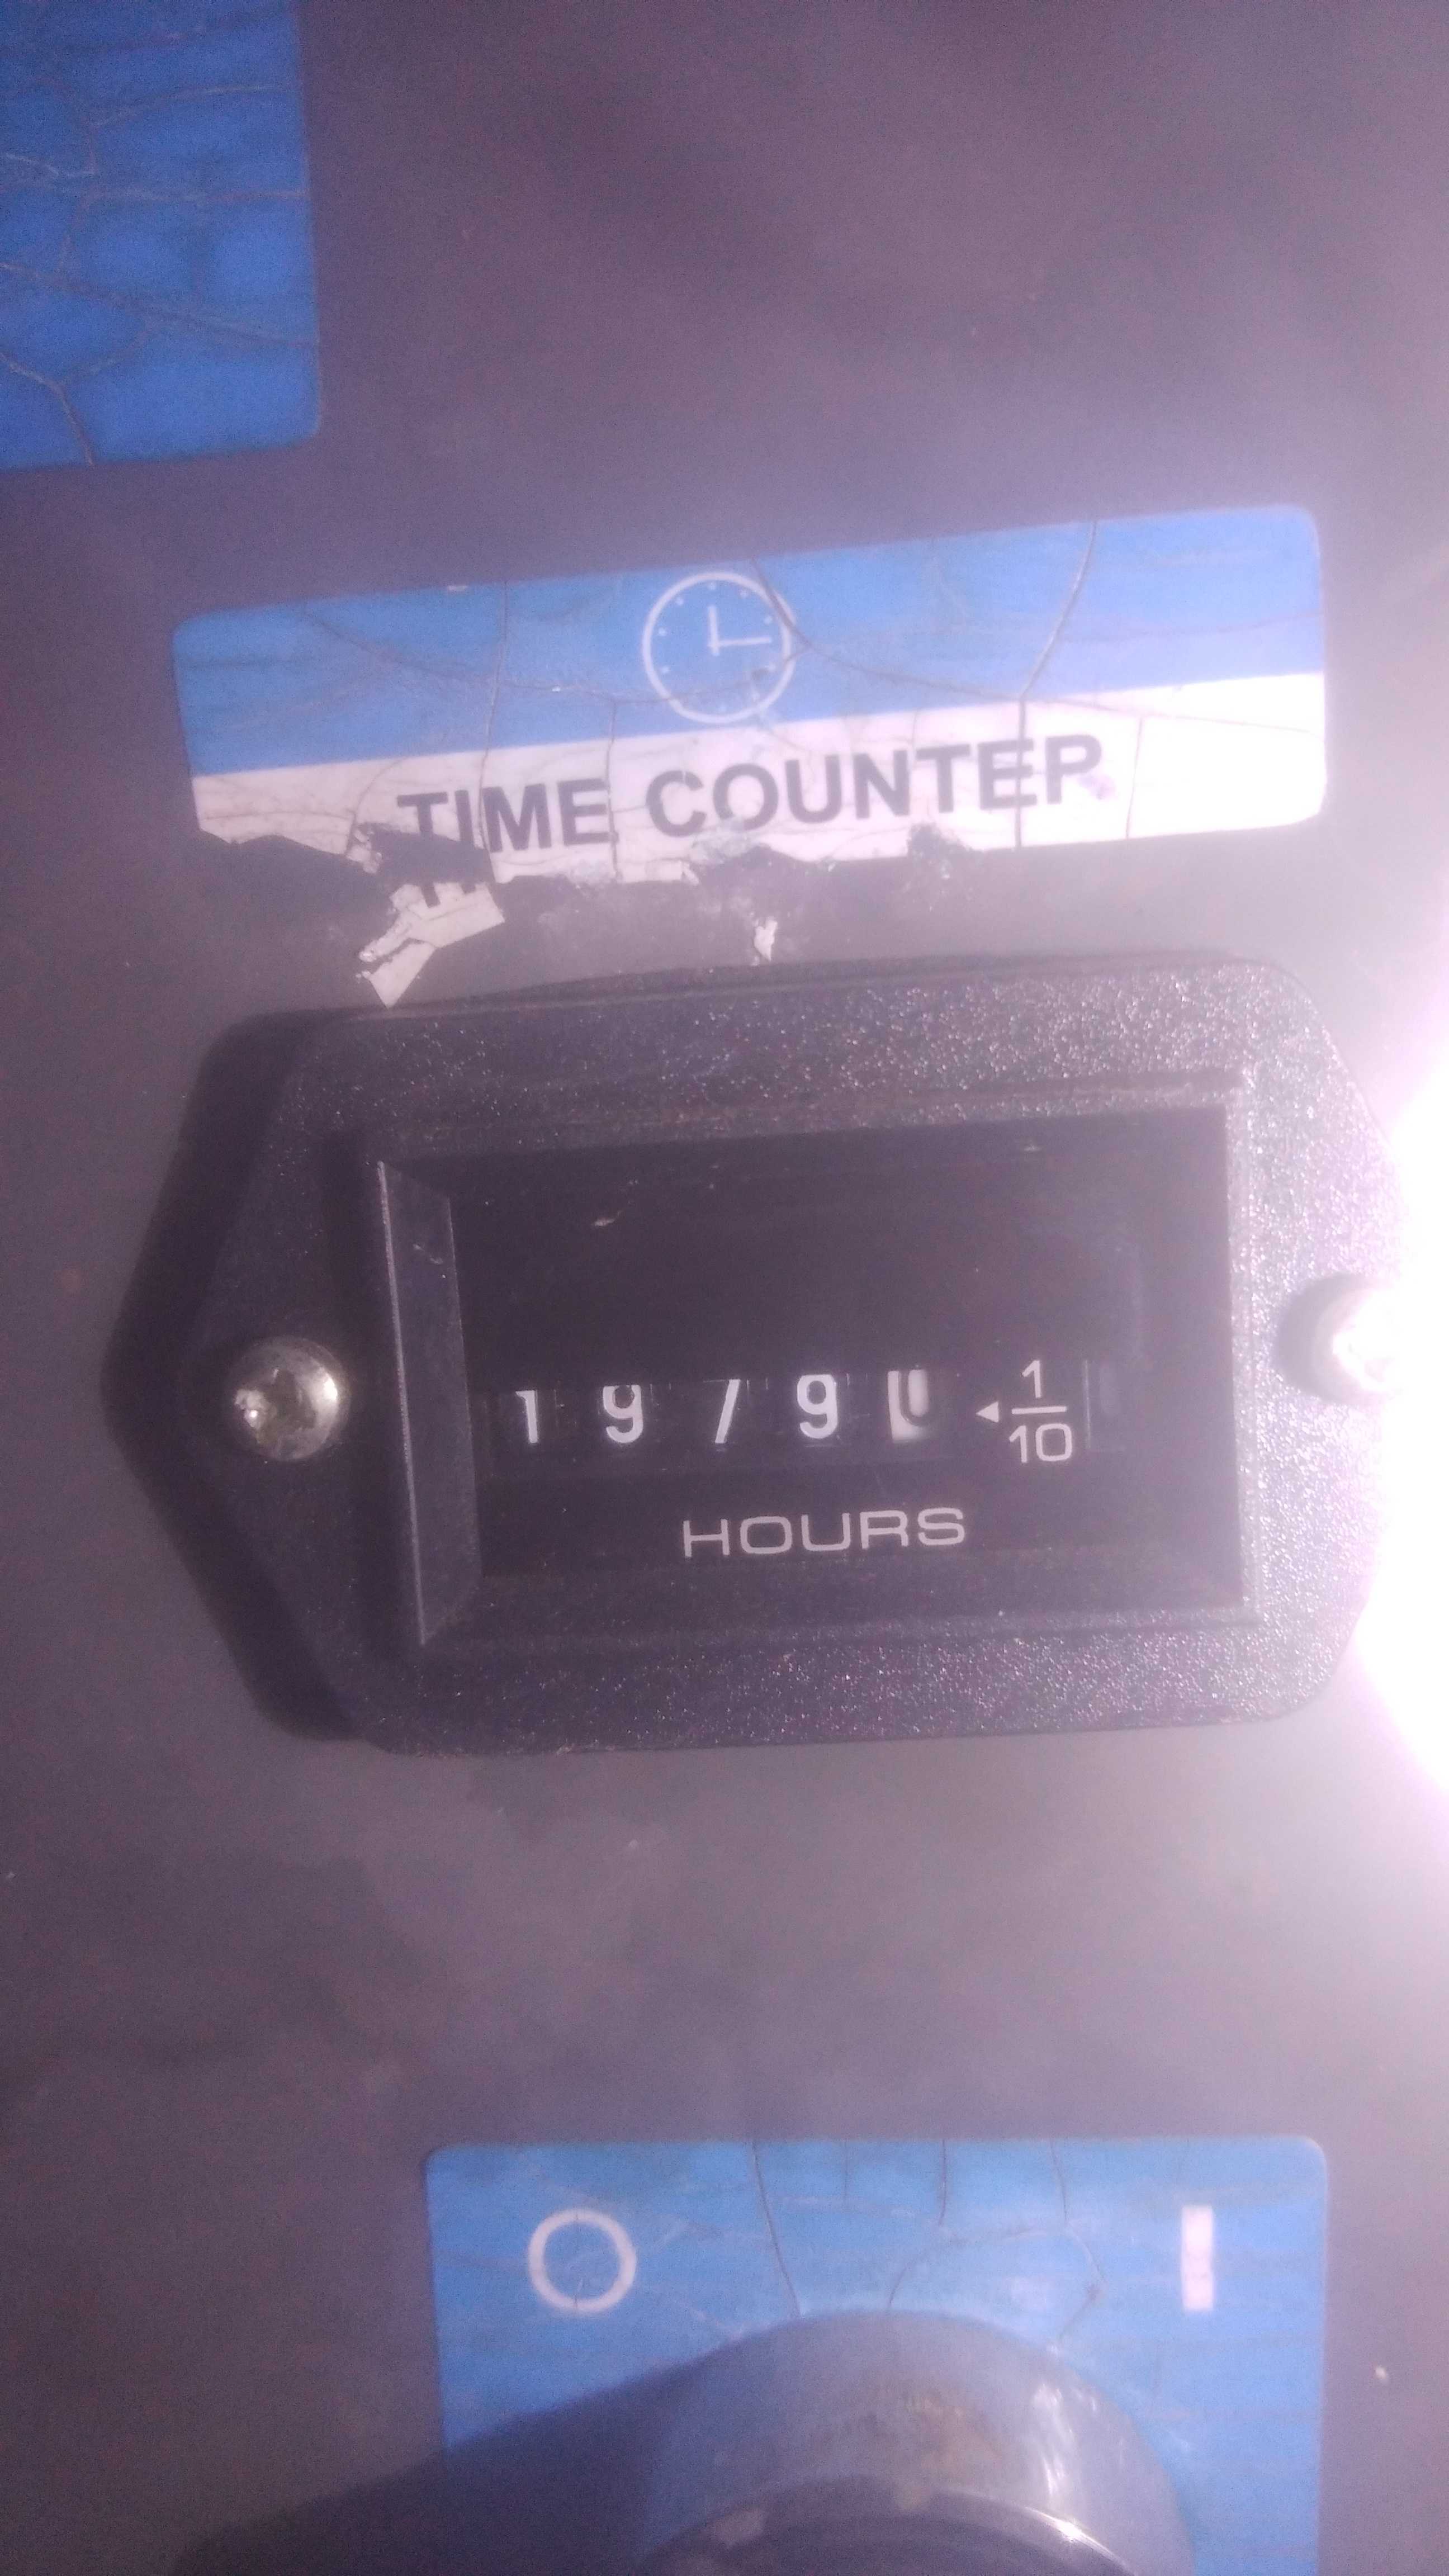 TIME COUNTER
1 9 7 9 0 ◄ 1/10
HOURS
O I